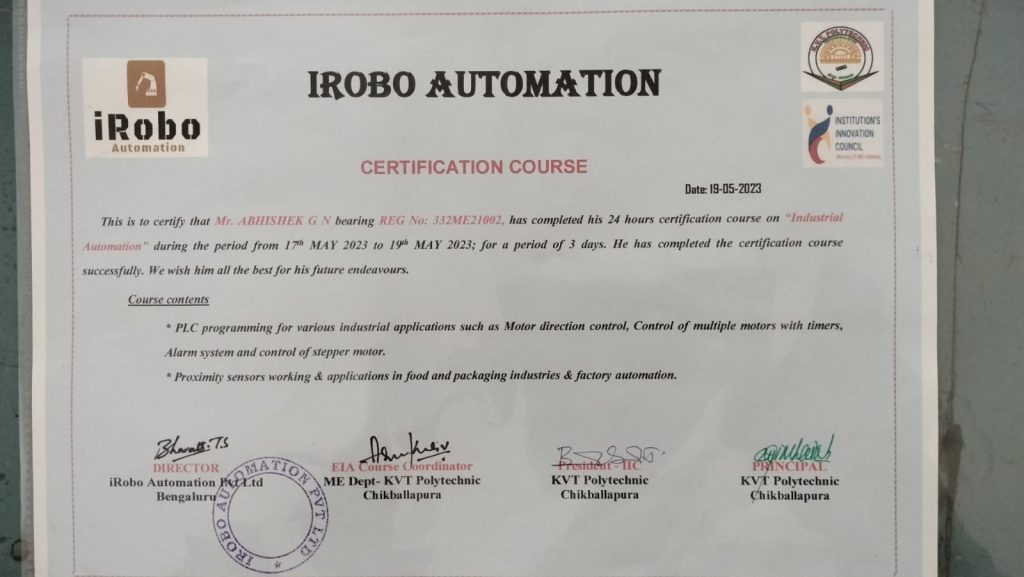 iRobo
Automation
IROBO AUTOMATION
K.V.T. POLYTECHNIC
INSTITUTION'S
INNOVATION
COUNCIL
CERTIFICATION COURSE
Date: 19-05-2023
This is to certify that Mr. ABHISHEK G N bearing REG No: 332ME21002, has completed his 24 hours certification course on “Industrial
Automation” during the period from 17th MAY 2023 to 19th MAY 2023; for a period of 3 days. He has completed the certification course
successfully. We wish him all the best for his future endeavours.
Course contents
* PLC programming for various industrial applications such as Motor direction control, Control of multiple motors with timers,
Alarm system and control of stepper motor.
* Proximity sensors working & applications in food and packaging industries & factory automation.
Bharath.T.S
DIRECTOR
iRobo Automation Pvt Ltd
Bengaluru
EIA Course Coordinator
ME Dept- KVT Polytechnic
Chikballapura
President- IIC
KVT Polytechnic
Chikballapura
PRINCIPAL
KVT Polytechnic
Chikballapura
IROBO AUTOMATION PVT LTD